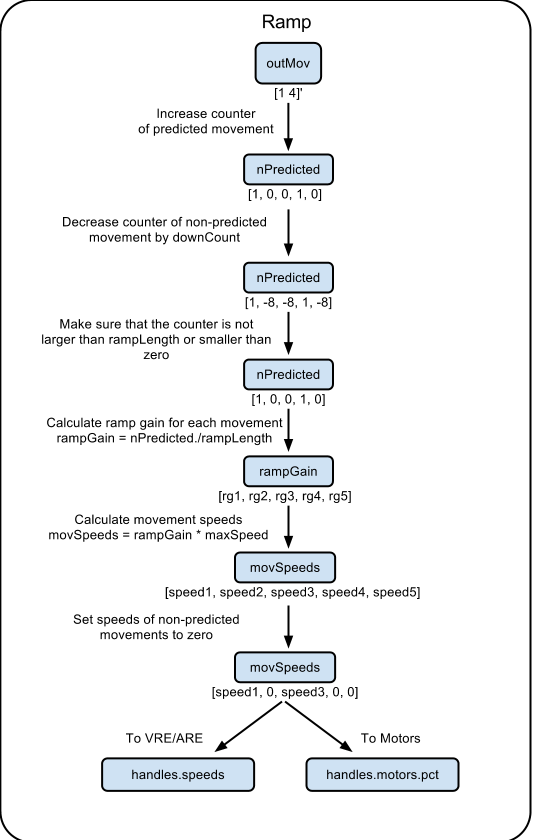 Ramp
outMov
[1 4]'
Increase counter
of predicted movement
nPredicted
[1, 0, 0, 1, 0]
Decrease counter of non-predicted
movement by downCount
nPredicted
[1, -8, -8, 1, -8]
Make sure that the counter is not
larger than rampLength or smaller than
zero
nPredicted
[1, 0, 0, 1, 0]
Calculate ramp gain for each movement
rampGain = nPredicted./rampLength
rampGain
[rg1, rg2, rg3, rg4, rg5]
Calculate movement speeds
movSpeeds = rampGain * maxSpeed
movSpeeds
[speed1, speed2, speed3, speed4, speed5]
Set speeds of non-predicted
movements to zero
movSpeeds
[speed1, 0, speed3, 0, 0]
To VRE/ARE
To Motors
handles.speeds
handles.motors.pct